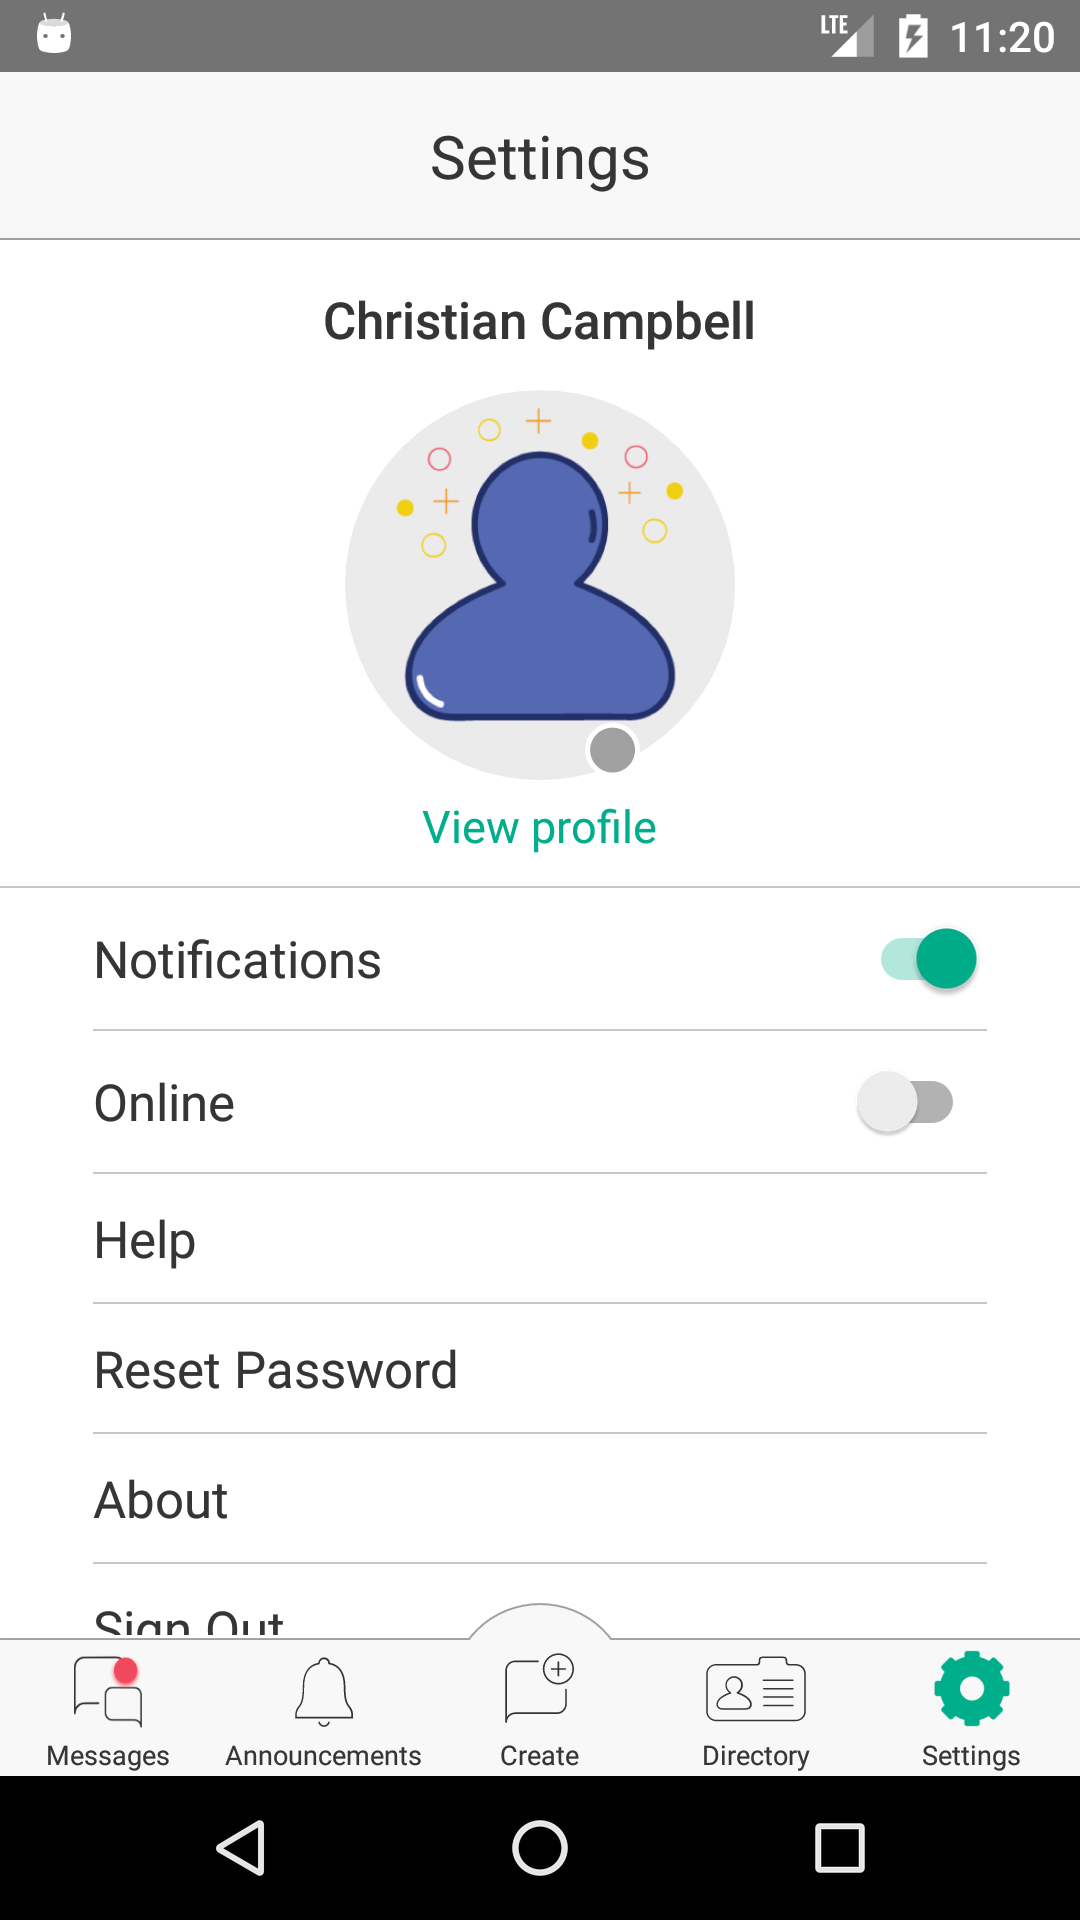 LTE 11:20
Settings
Christian Campbell
View profile
Notifications
Online
Help
Reset Password
About
Sign Out
Messages
Announcements
Create
Directory
Settings